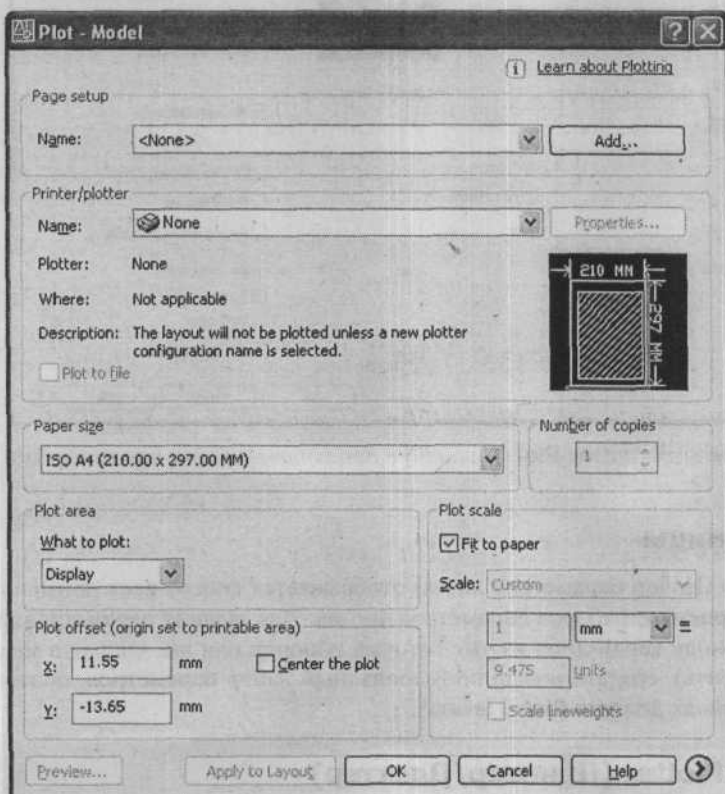 Plot - Model
Learn about Plotting
Page setup
Name:
<None>
Add...
Printer/plotter
Name:
None
Properties...
Plotter:
None
Where:
Not applicable
Description:
The layout will not be plotted unless a new plotter
configuration name is selected.
Plot to file
210 MM
297 MM
Paper size
ISO A4 (210.00 x 297.00 MM)
Number of copies
Plot area
What to plot:
Display
Plot scale
Fit to paper
Scale:
Custom
1
mm
=
9.475
units
Scale lineweights
Plot offset (origin set to printable area)
X:
11.55
mm
Center the plot
Y:
-13.65
mm
Preview...
Apply to Layout
OK
Cancel
Help